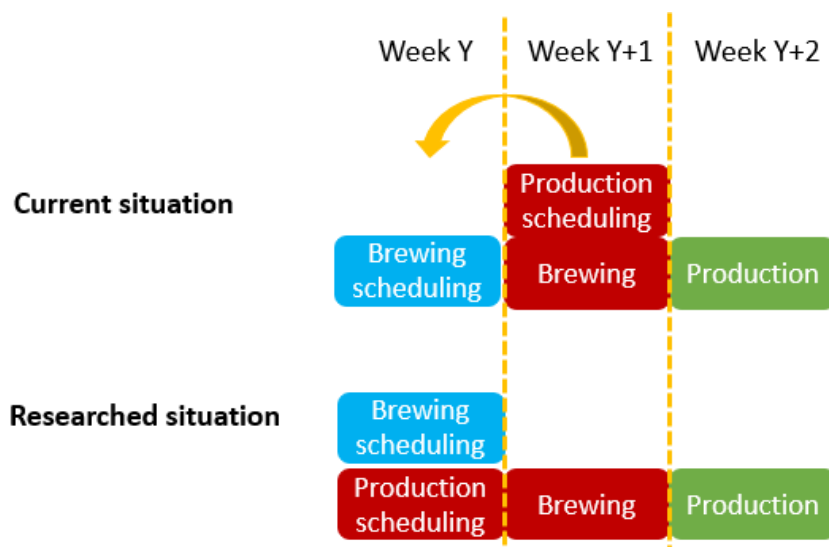 Week Y
Week Y+1
Week Y+2
Current situation
Production
scheduling
Brewing
scheduling
Brewing
Production
Researched situation
Brewing
scheduling
Production
scheduling
Brewing
Production